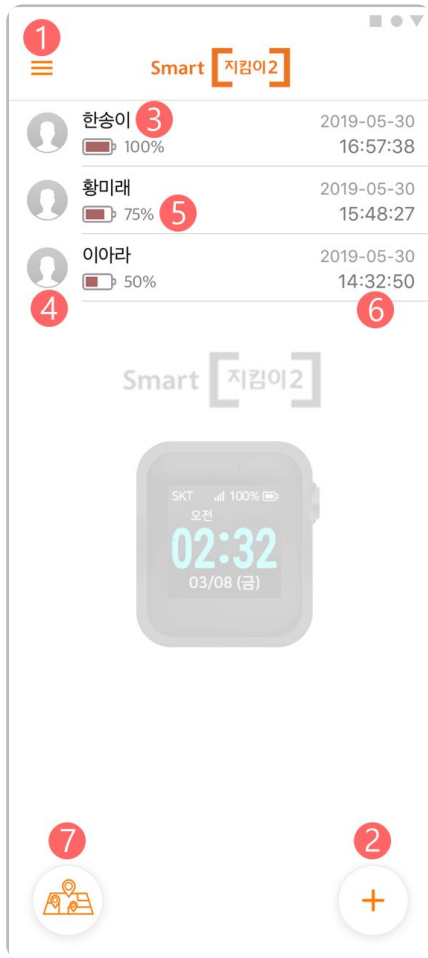 1
Smart [지킴이2]
한송이 3 2019-05-30
100% 16:57:38
황미래 2019-05-30
75% 5 15:48:27
이아라 2019-05-30
50% 14:32:50
4 6
Smart [지킴이2]
SKT 100%
오전
02:32
03/08 (금)
7 2
+